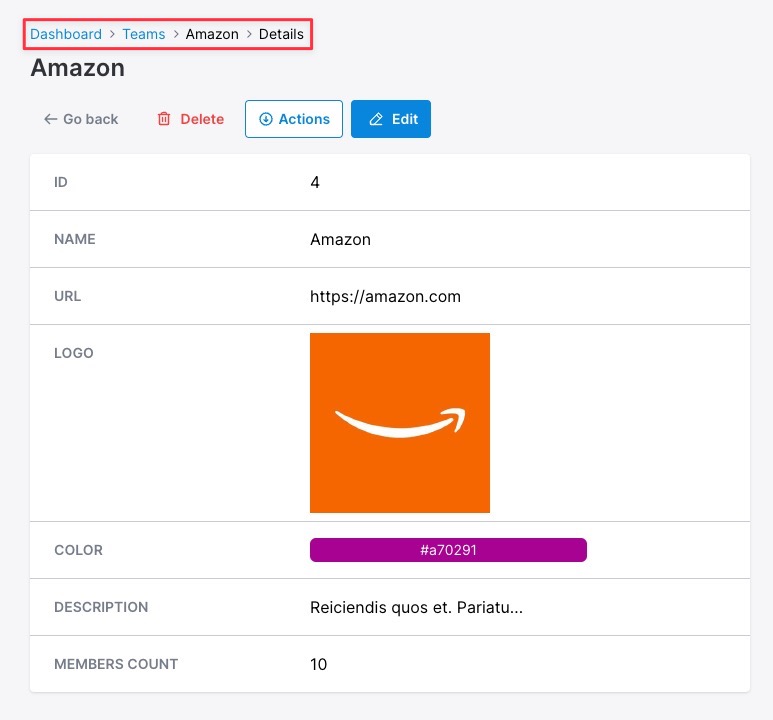 Dashboard > Teams > Amazon > Details
Amazon
Go back Delete Actions Edit
ID 4
NAME Amazon
URL https://amazon.com
LOGO
COLOR #a70291
DESCRIPTION Reiciendis quos et. Pariatu...
MEMBERS COUNT 10